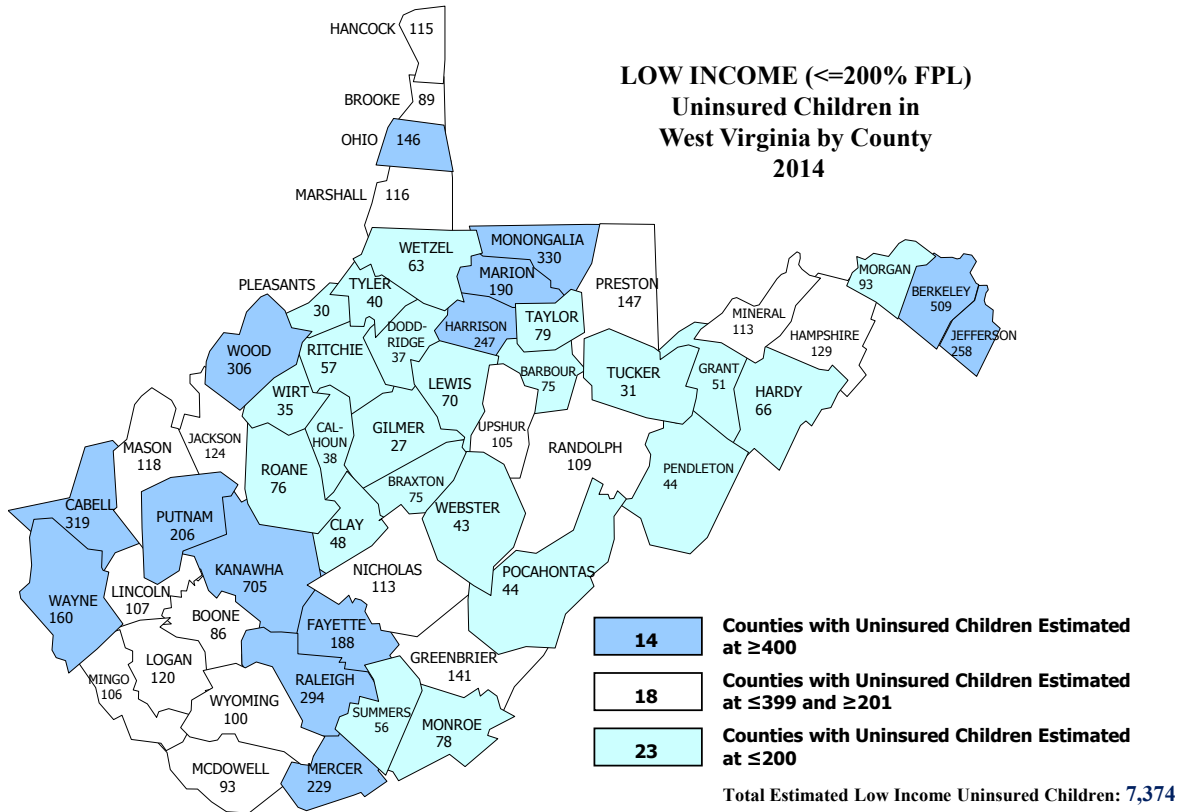 HANCOCK 115
LOW INCOME (<=200% FPL)
Uninsured Children in
West Virginia by County
2014
BROOKE 89
OHIO 146
MARSHALL 116
WETZEL
63
MONONGALIA
330
MARION
190
PRESTON
147
MORGAN
93
BERKELEY
509
JEFFERSON
258
MINERAL
113
HAMPSHIRE
129
PLEASANTS
30
TYLER
40
DODD-
RIDGE
37
HARRISON
247
TAYLOR
79
WOOD
306
RITCHIE
57
BARBOUR
75
TUCKER
31
GRANT
51
HARDY
66
WIRT
35
LEWIS
70
CAL-
HOUN
38
GILMER
27
UPSHUR
105
RANDOLPH
109
JACKSON
124
MASON
118
ROANE
76
BRAXTON
75
PENDLETON
44
CABELL
319
PUTNAM
206
CLAY
48
WEBSTER
43
KANAWHA
705
NICHOLAS
113
POCAHONTAS
44
WAYNE
160
LINCOLN
107
BOONE
86
FAYETTE
188
GREENBRIER
141
LOGAN
120
MINGO
106
RALEIGH
294
WYOMING
100
SUMMERS
56
MONROE
78
MCDOWELL
93
MERCER
229
14 Counties with Uninsured Children Estimated
at ≥400
18 Counties with Uninsured Children Estimated
at ≤399 and ≥201
23 Counties with Uninsured Children Estimated
at ≤200
Total Estimated Low Income Uninsured Children: 7,374